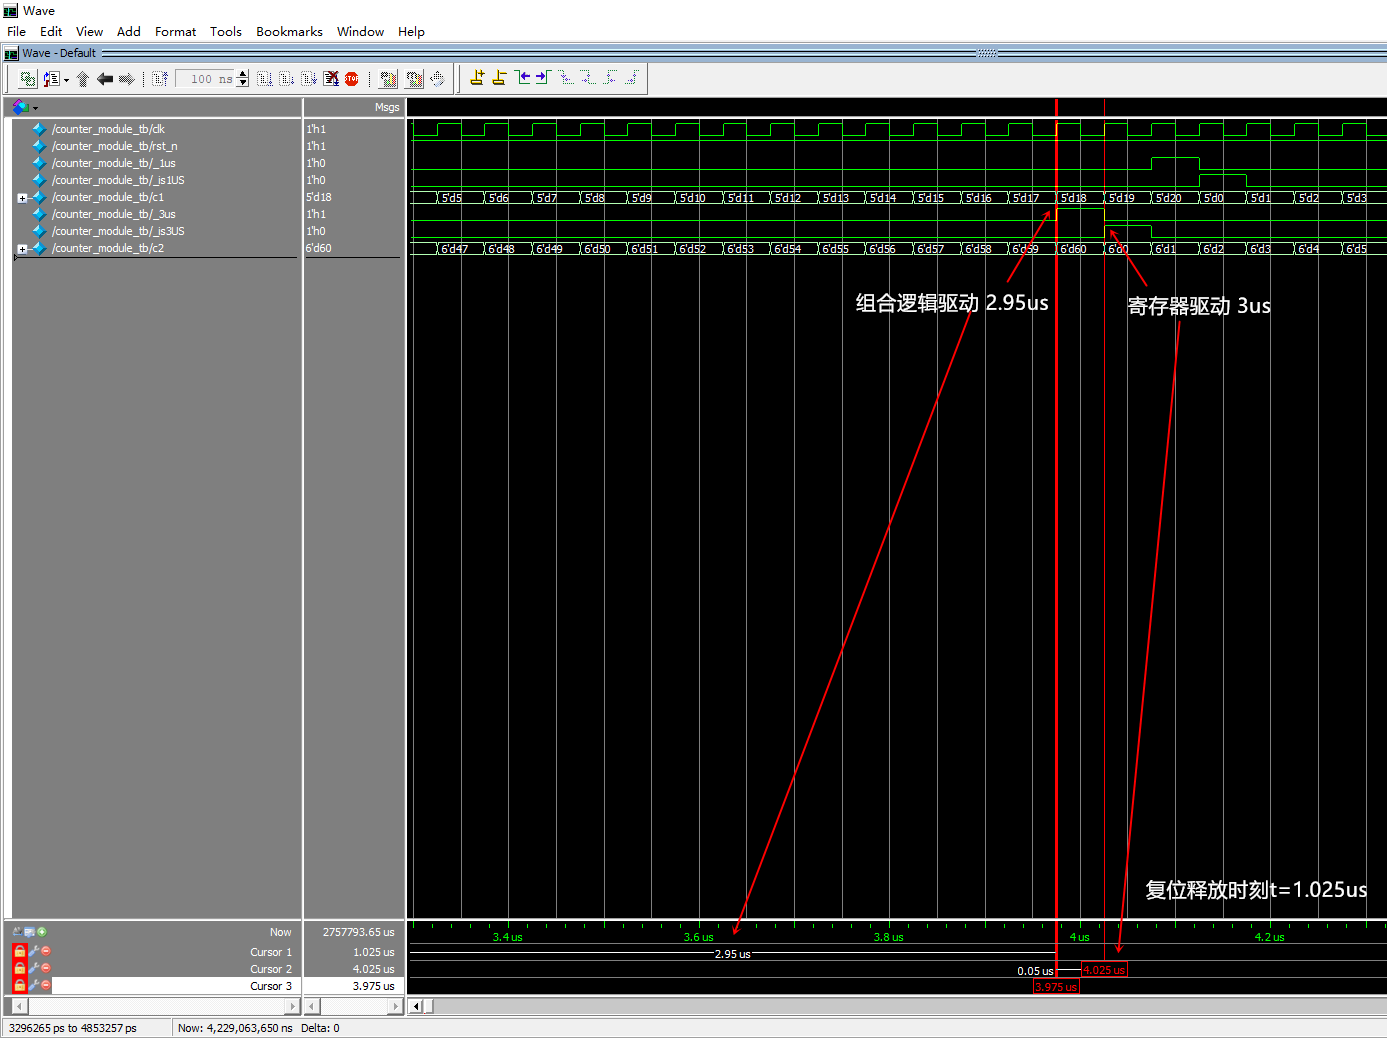 Wave
File Edit View Add Format Tools Bookmarks Window Help
Wave - Default
100 ns
STOP
Msgs
/counter_module_tb/clk 1'h1
/counter_module_tb/rst_n 1'h1
/counter_module_tb/_1us 1'h0
/counter_module_tb/_is1US 1'h0
/counter_module_tb/c1 5'd18 5'd5 5'd6 5'd7 5'd8 5'd9 5'd10 5'd11 5'd12 5'd13 5'd14 5'd15 5'd16 5'd17 5'd18 5'd19 5'd20 5'd0 5'd1 5'd2 5'd3
/counter_module_tb/_3us 1'h1
/counter_module_tb/_is3US 1'h0
/counter_module_tb/c2 6'd60 6'd47 6'd48 6'd49 6'd50 6'd51 6'd52 6'd53 6'd54 6'd55 6'd56 6'd57 6'd58 6'd59 6'd60 6'd0 6'd1 6'd2 6'd3 6'd4 6'd5
组合逻辑驱动 2.95us
寄存器驱动 3us
复位释放时刻t=1.025us
Now 2757793.65 us 3.4 us 3.6 us 3.8 us 4 us 4.2 us
Cursor 1 1.025 us 2.95 us
Cursor 2 4.025 us 0.05 us 4.025 us
Cursor 3 3.975 us 3.975 us
3296265 ps to 4853257 ps Now: 4,229,063,650 ns Delta: 0